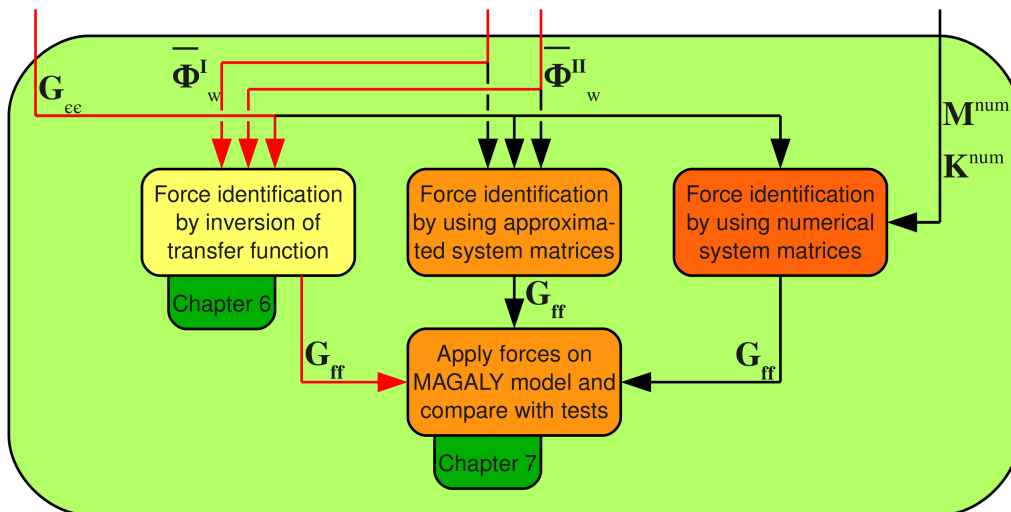 Φ̅ᴵ_w
Φ̅ᴵᴵ_w
G_εε
M^num
K^num
Force identification
by inversion of
transfer function
Force identification
by using approxima-
ted system matrices
Force identification
by using numerical
system matrices
Chapter 6
G_ff
G_ff
G_ff
Apply forces on
MAGALY model and
compare with tests
Chapter 7